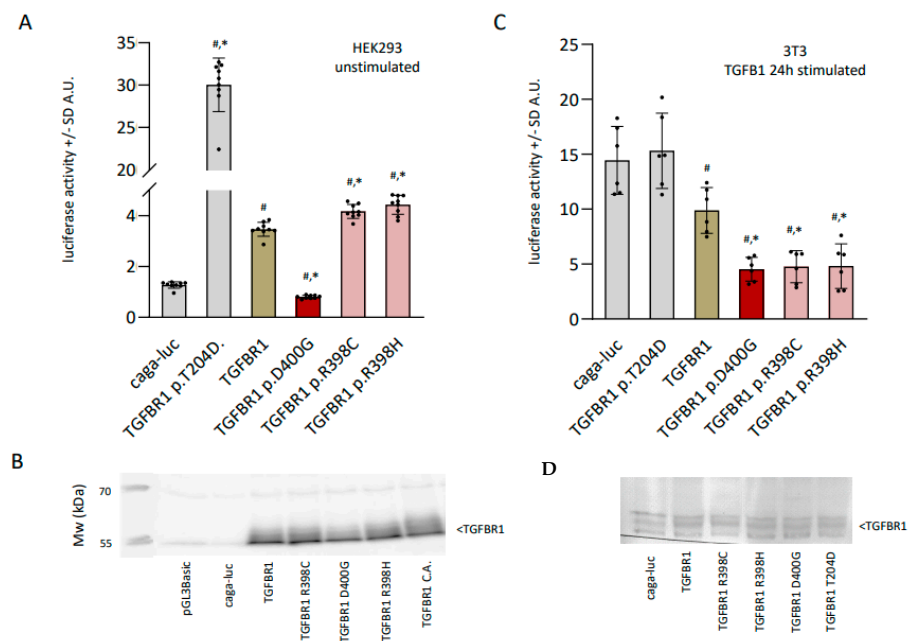 A
HEK293
unstimulated
luciferase activity +/- SD A.U.
35
30
25
20
4
2
0
#,*
#
#,*
#,*
#,*
caga-luc
TGFBR1 p.T204D.
TGFBR1
TGFBR1 p.D400G
TGFBR1 p.R398C
TGFBR1 p.R398H
C
3T3
TGFB1 24h stimulated
luciferase activity +/- SD A.U.
25
20
15
10
5
0
#
#,*
#,*
#,*
caga-luc
TGFBR1 p.T204D
TGFBR1
TGFBR1 p.D400G
TGFBR1 p.R398C
TGFBR1 p.R398H
B
Mw (kDa)
70
55
<TGFBR1
pGL3Basic
caga-luc
TGFBR1
TGFBR1 R398C
TGFBR1 D400G
TGFBR1 R398H
TGFBR1 C.A.
D
<TGFBR1
caga-luc
TGFBR1
TGFBR1 R398C
TGFBR1 R398H
TGFBR1 D400G
TGFBR1 T204D